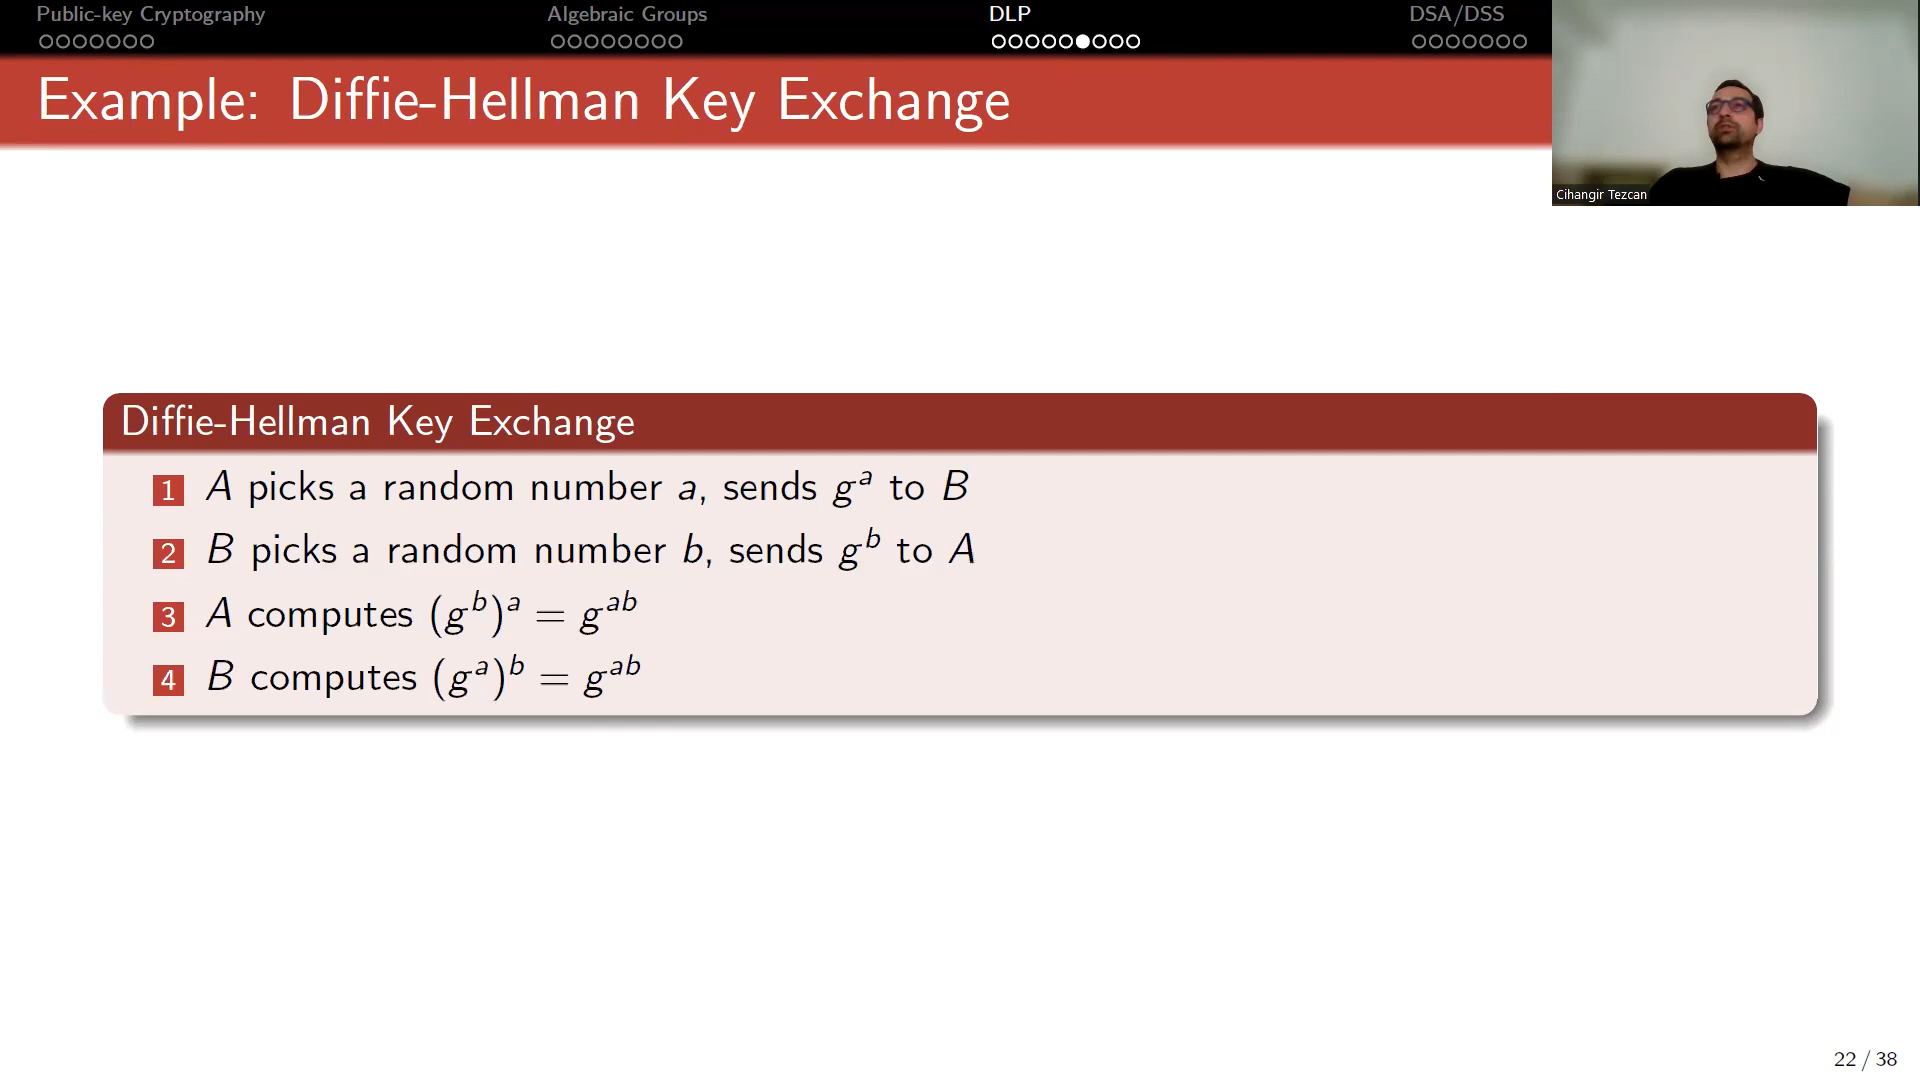 Public-key Cryptography
Algebraic Groups
DLP
DSA/DSS
Example: Diffie-Hellman Key Exchange
Cihangir Tezcan
Diffie-Hellman Key Exchange
1 A picks a random number a, sends g^a to B
2 B picks a random number b, sends g^b to A
3 A computes (g^b)^a = g^ab
4 B computes (g^a)^b = g^ab
22 / 38